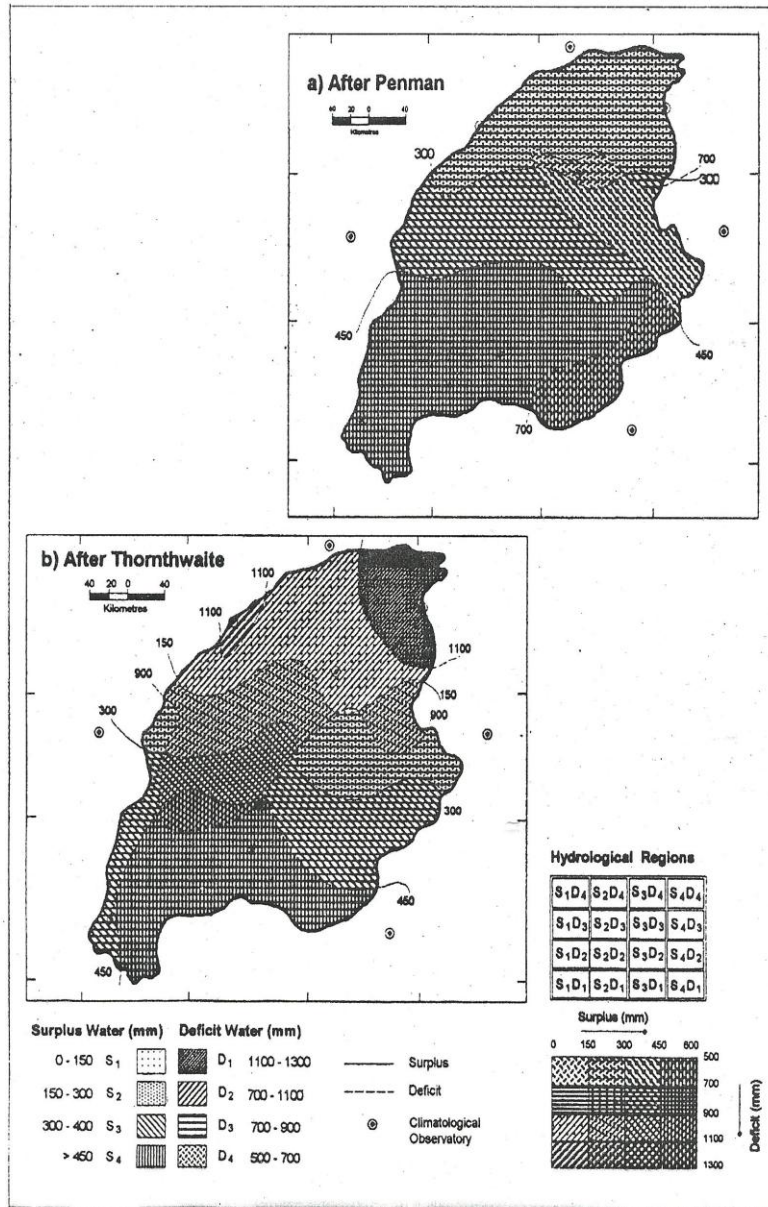 a) After Penman
40 20 0 40
Kilometres
300
700
300
450
450
700
b) After Thornthwaite
40 20 0 40
Kilometres
1100
1100
150
900
300
1100
150
900
300
450
450
Hydrological Regions
S1D4 S2D4 S3D4 S4D4
S1D3 S2D3 S3D3 S4D3
S1D2 S2D2 S3D2 S4D2
S1D1 S2D1 S3D1 S4D1
Surplus Water (mm) Deficit Water (mm)
0 - 150 S1 D1 1100 - 1300
150 - 300 S2 D2 700 - 1100
300 - 400 S3 D3 700 - 900
> 450 S4 D4 500 - 700
Surplus
Deficit
Climatological
Observatory
Surplus (mm)
0 150 300 450 600
500
700
900
1100
1300
Deficit (mm)